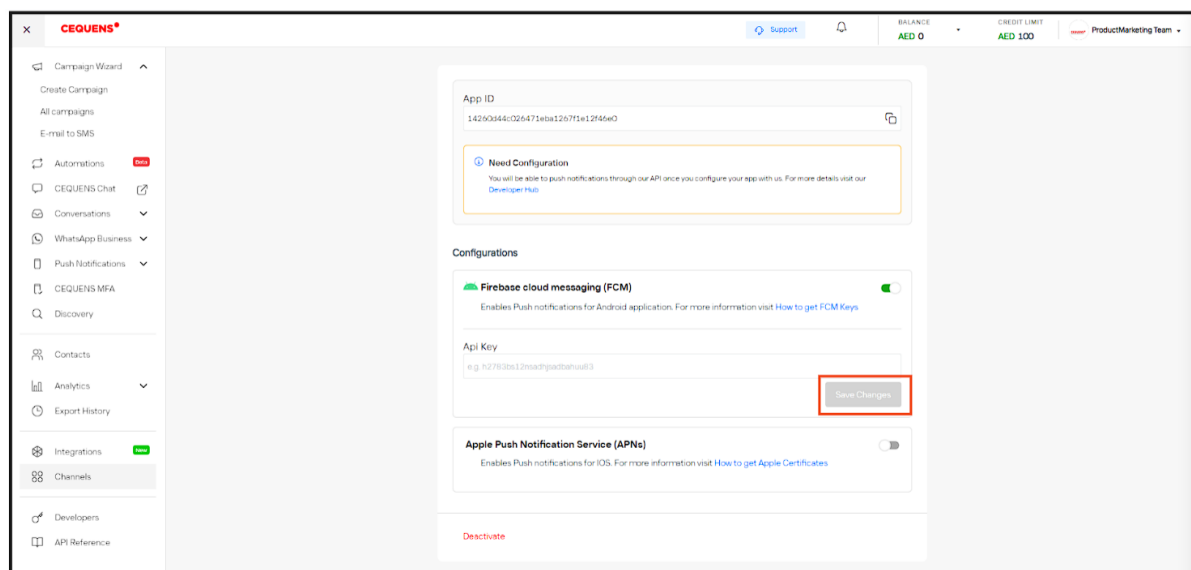 CEQUENS
Support
BALANCE
AED 0
CREDIT LIMIT
AED 100
ProductMarketing Team
Campaign Wizard
Create Campaign
All campaigns
E-mail to SMS
Automations Beta
CEQUENS Chat
Conversations
WhatsApp Business
Push Notifications
CEQUENS MFA
Discovery
Contacts
Analytics
Export History
Integrations New
Channels
Developers
API Reference
App ID
14260d44c026471eba1267f1e12f46e0
Need Configuration
You will be able to push notifications through our API once you configure your app with us. For more details visit our
Developer Hub
Configurations
Firebase cloud messaging (FCM)
Enables Push notifications for Android application. For more information visit How to get FCM Keys
Api Key
e.g.
Save Changes
Apple Push Notification Service (APNs)
Enables Push notifications for IOS. For more information visit How to get Apple Certificates
Deactivate